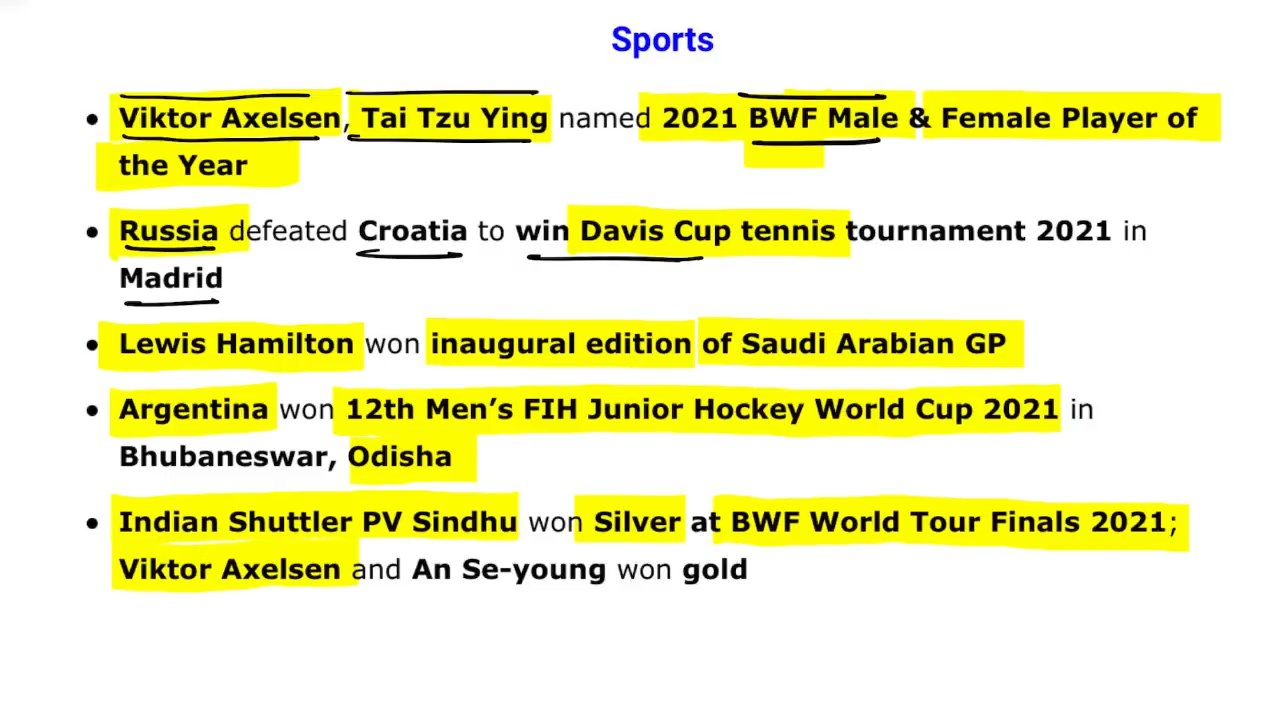 Sports
• Viktor Axelsen, Tai Tzu Ying named 2021 BWF Male & Female Player of
the Year
• Russia defeated Croatia to win Davis Cup tennis tournament 2021 in
Madrid
• Lewis Hamilton won inaugural edition of Saudi Arabian GP
• Argentina won 12th Men’s FIH Junior Hockey World Cup 2021 in
Bhubaneswar, Odisha
• Indian Shuttler PV Sindhu won Silver at BWF World Tour Finals 2021;
Viktor Axelsen and An Se-young won gold